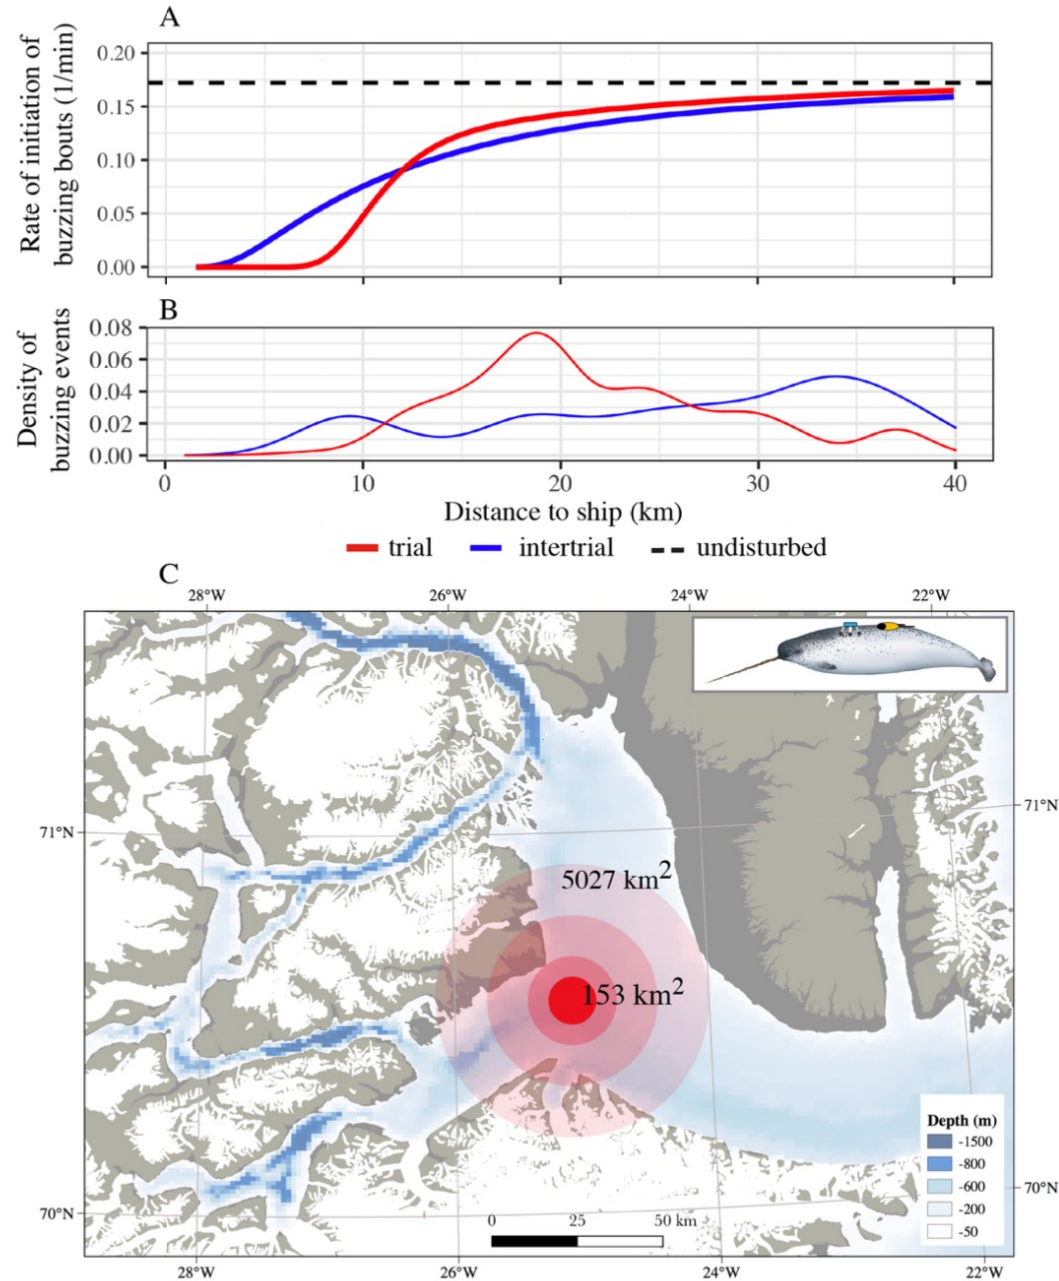 A
Rate of initiation of
buzzing bouts (1/min)
0.20
0.15
0.10
0.05
0.00
B
Density of
buzzing events
0.08
0.06
0.04
0.02
0.00
0 10 20 30 40
Distance to ship (km)
trial intertrial undisturbed
C
28°W 26°W 24°W 22°W
71°N 71°N
5027 km2
153 km2
Depth (m)
-1500
-800
-600
-200
-50
70°N 70°N
0 25 50 km
28°W 26°W 24°W 22°W